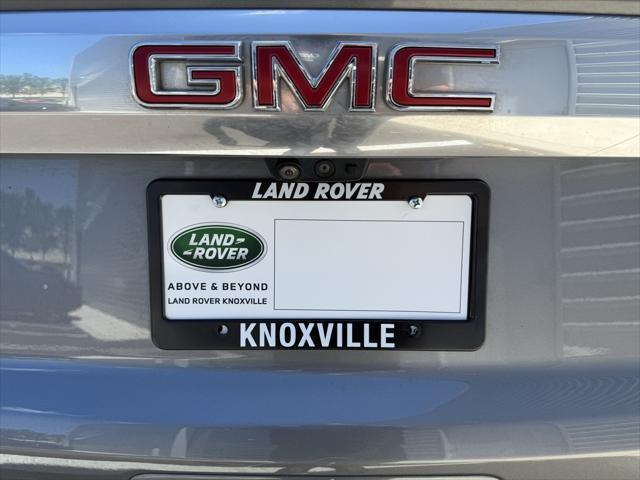 GMC
LAND ROVER
LAND
ROVER
ABOVE & BEYOND
LAND ROVER KNOXVILLE
KNOXVILLE